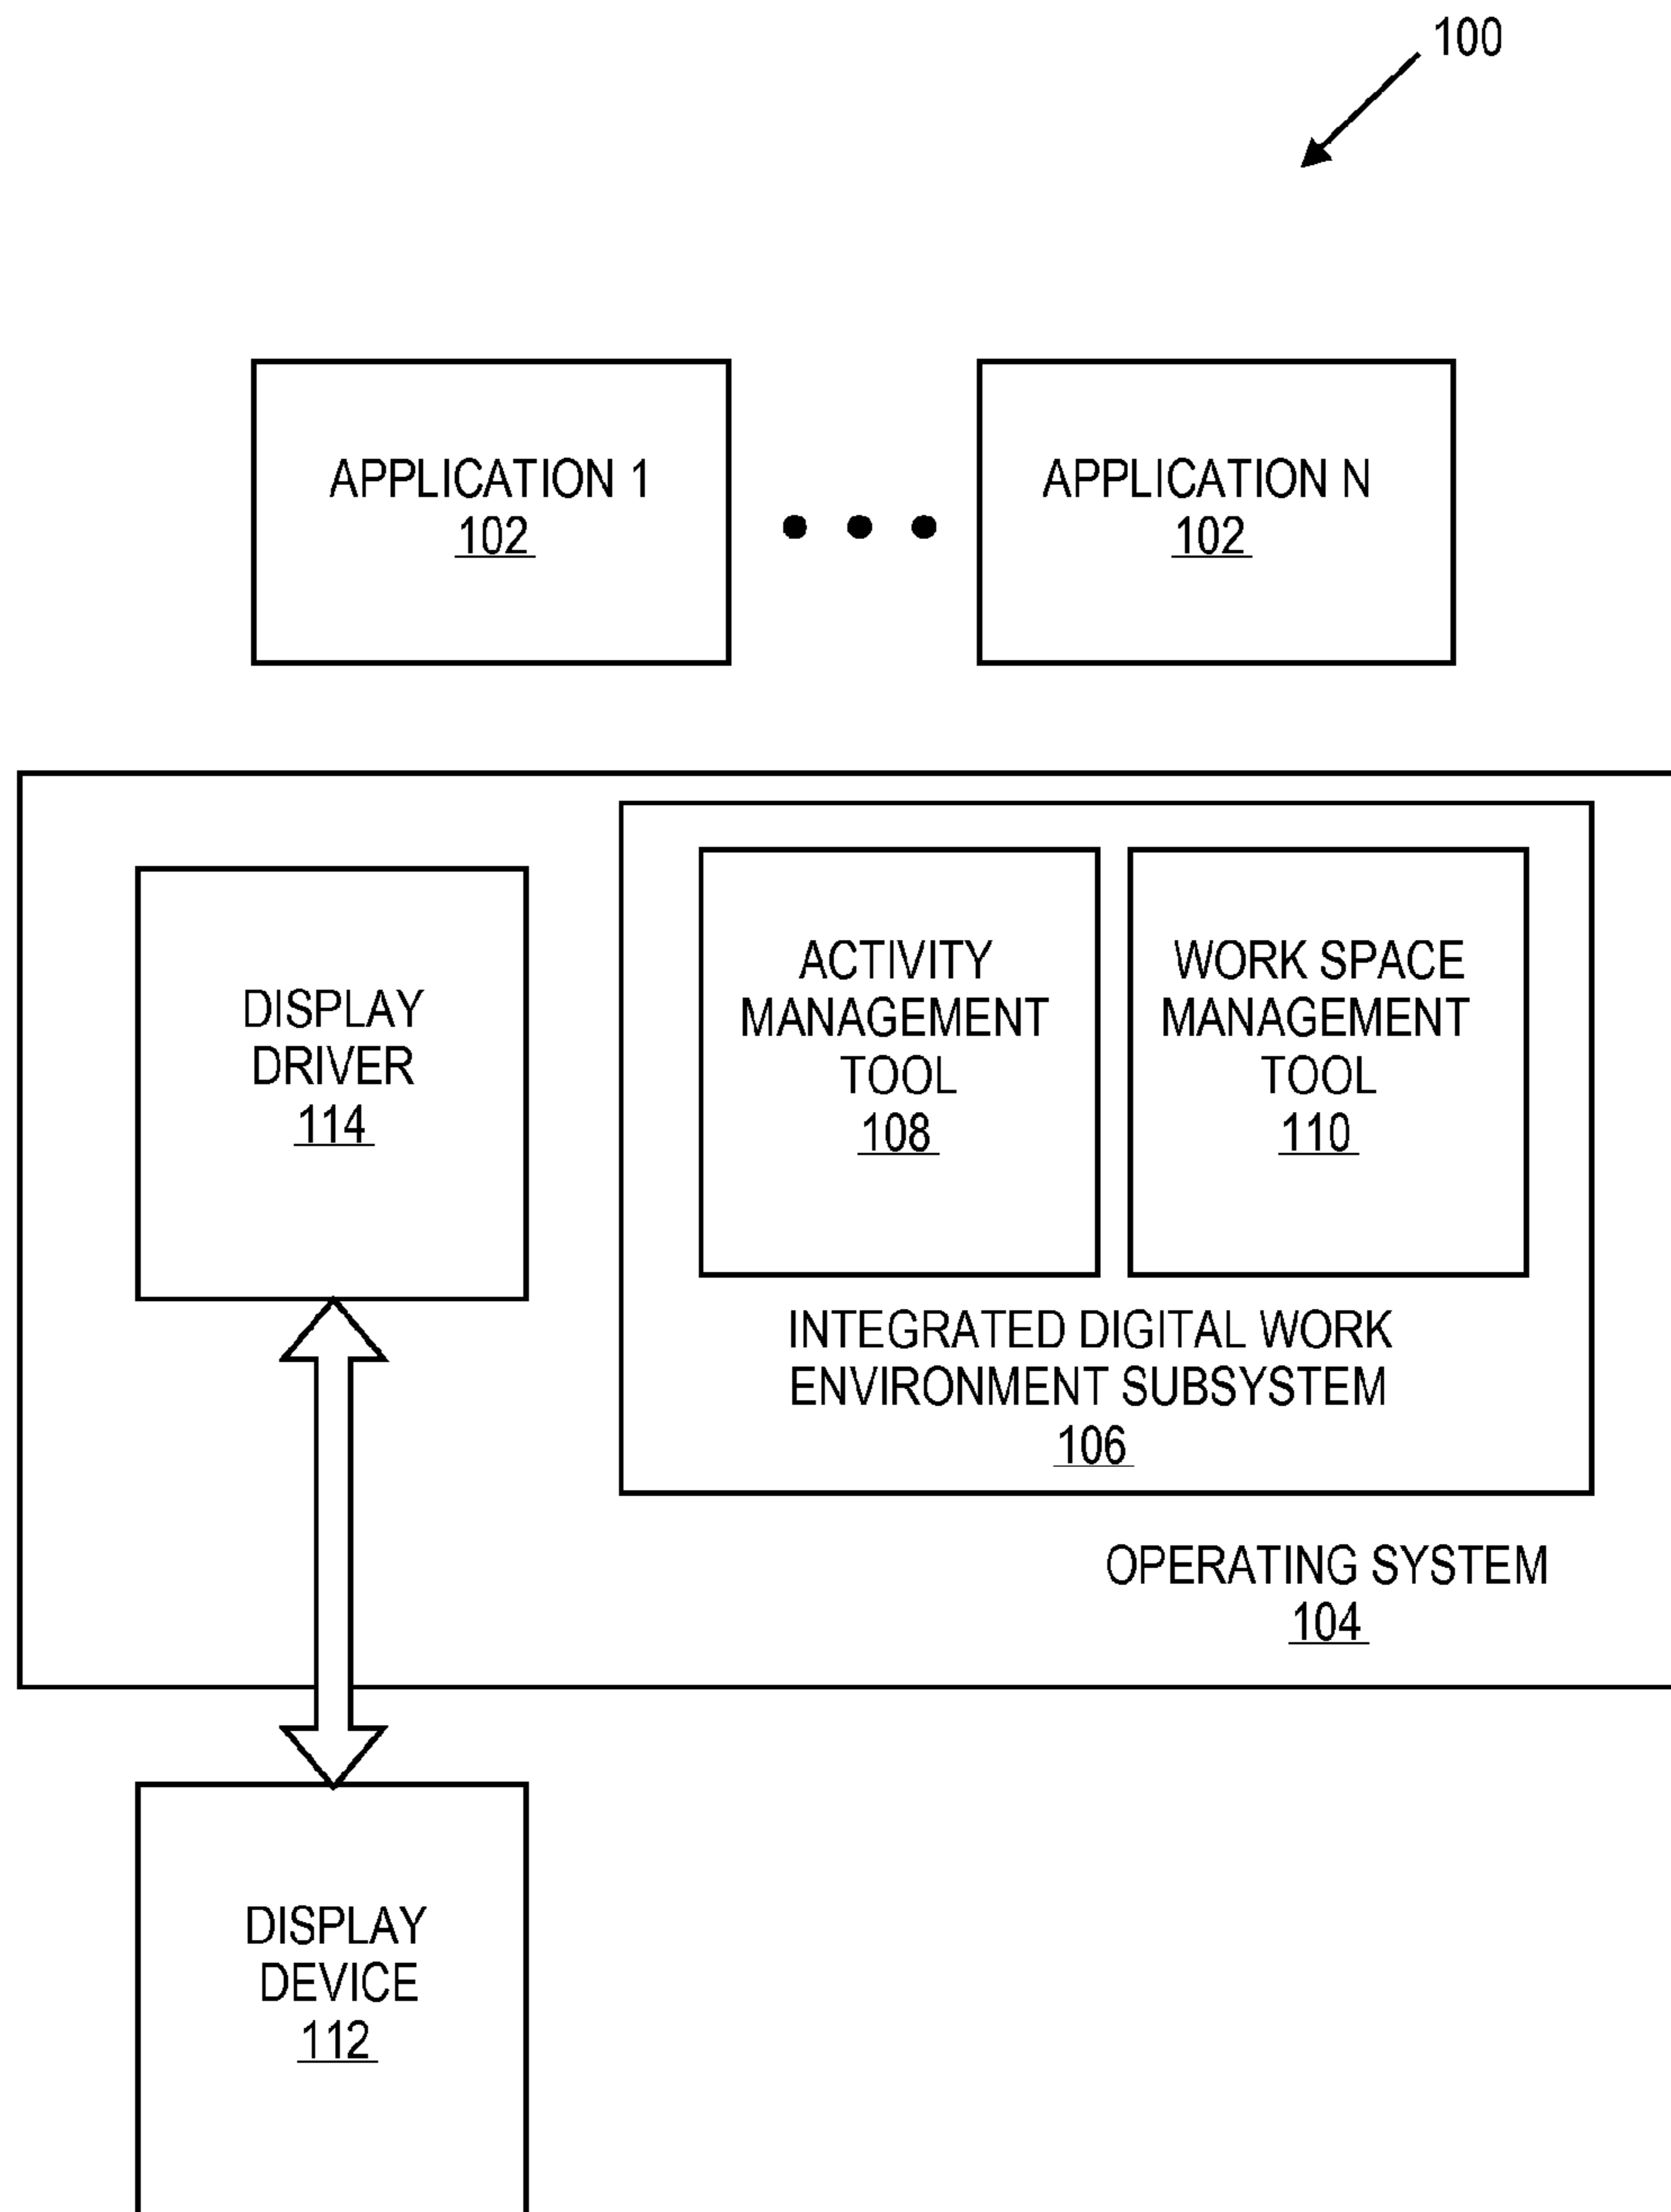 100
APPLICATION 1
102
APPLICATION N
102
DISPLAY
DRIVER
114
ACTIVITY
MANAGEMENT
TOOL
108
WORK SPACE
MANAGEMENT
TOOL
110
INTEGRATED DIGITAL WORK
ENVIRONMENT SUBSYSTEM
106
OPERATING SYSTEM
104
DISPLAY
DEVICE
112